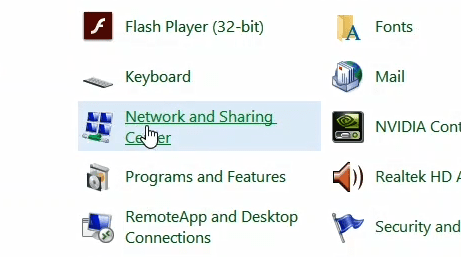 Flash Player (32-bit)
Fonts
Keyboard
Mail
Network and Sharing
Center
NVIDIA
Programs and Features
Realtek HD
RemoteApp and Desktop
Connections
Security and